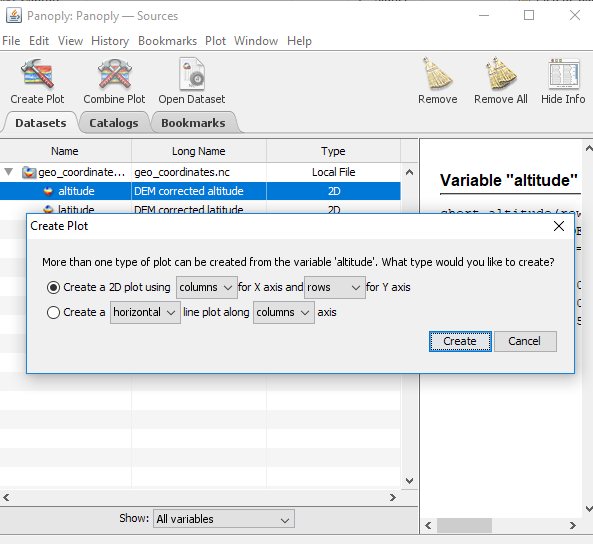 Panoply: Panoply — Sources
File Edit View History Bookmarks Plot Window Help
Create Plot Combine Plot Open Dataset Remove Remove All Hide Info
Datasets Catalogs Bookmarks
Name Long Name Type
geo_coordinate... geo_coordinates.nc Local File
altitude DEM corrected altitude 2D
latitude DEM corrected latitude 2D
Variable "altitude"
Create Plot
More than one type of plot can be created from the variable 'altitude'. What type would you like to create?
Create a 2D plot using columns for X axis and rows for Y axis
Create a horizontal line plot along columns axis
Create Cancel
Show: All variables